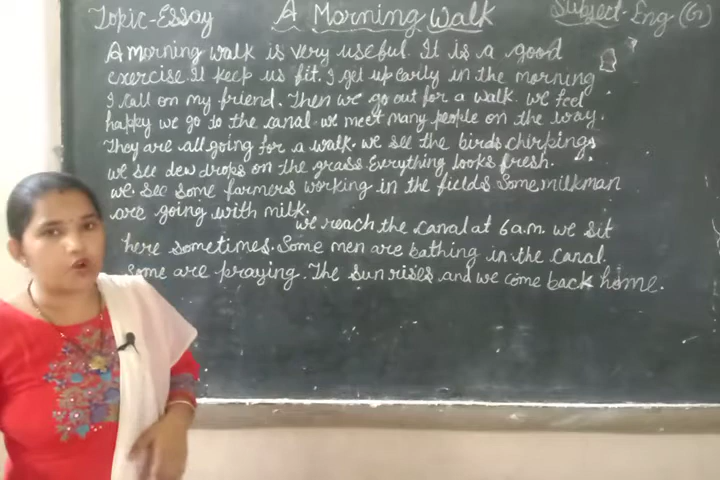 Topic-Essay A Morning Walk Subject-Eng (G)
A morning walk is very useful. It is a good
exercise. It keep us fit. I get up early in the morning
I call on my friend. Then we go out for a walk. we feel
happy we go to the canal. we meet many people on the way.
They are all going for a walk. we see the birds chirpings
we see dew drops on the grass. Everything looks fresh.
we see some farmers working in the fields Some milkman
are going with milk.
we reach the canal at 6 a.m. we sit
here sometimes. Some men are bathing in the canal.
some are praying. The sun rises and we come back home.